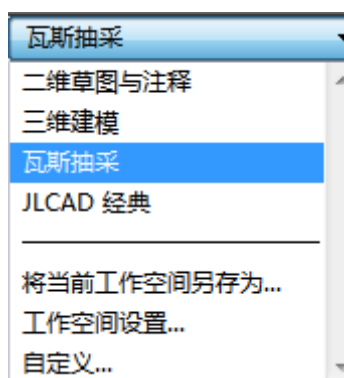 瓦斯抽采
二维草图与注释
三维建模
瓦斯抽采
JLCAD 经典
将当前工作空间另存为...
工作空间设置...
自定义...